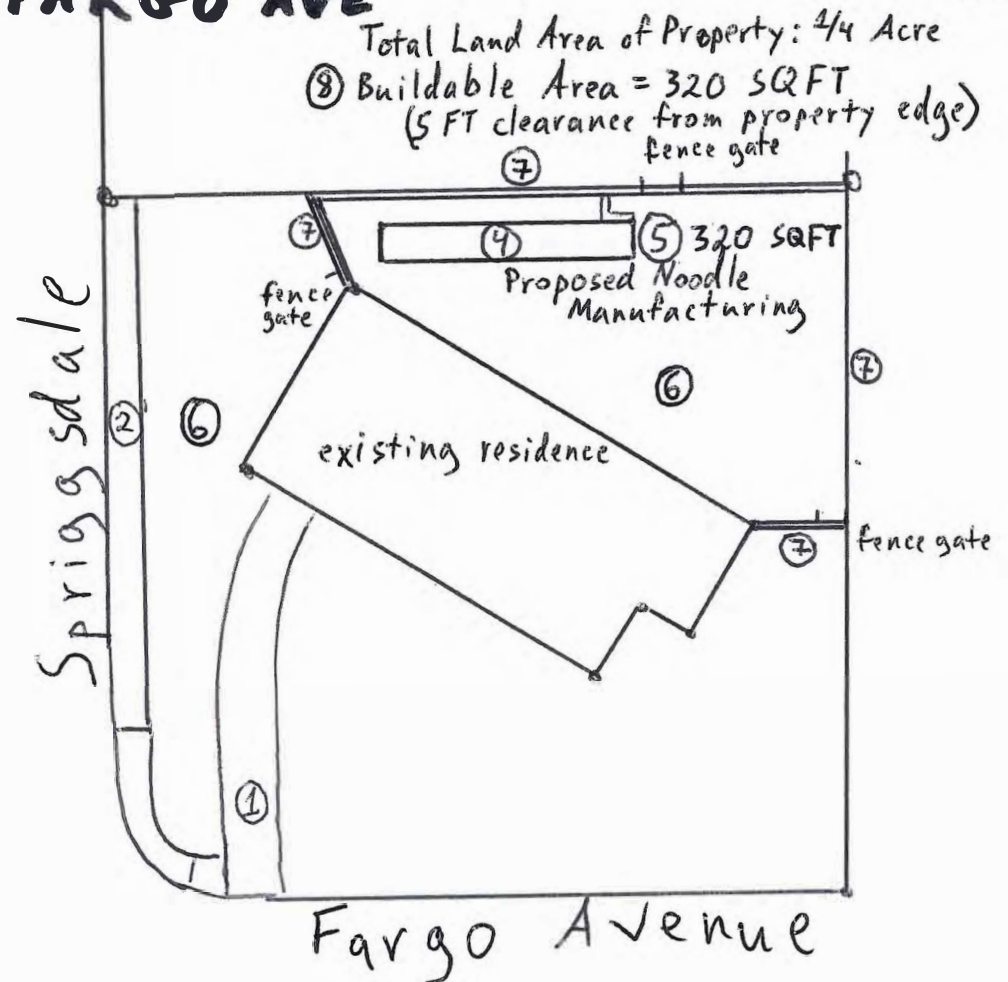 FARGO AVE
Total Land Area of Property: 1/4 Acre
⑧ Buildable Area = 320 SQFT
(5 FT clearance from property edge)
fence gate
⑦
⑦
④
⑤ 320 SQFT
Proposed Noodle
Manufacturing
fence
gate
Spriggsdale
②
⑥
⑥
⑦
existing residence
⑦
fence gate
①
Fargo Avenue